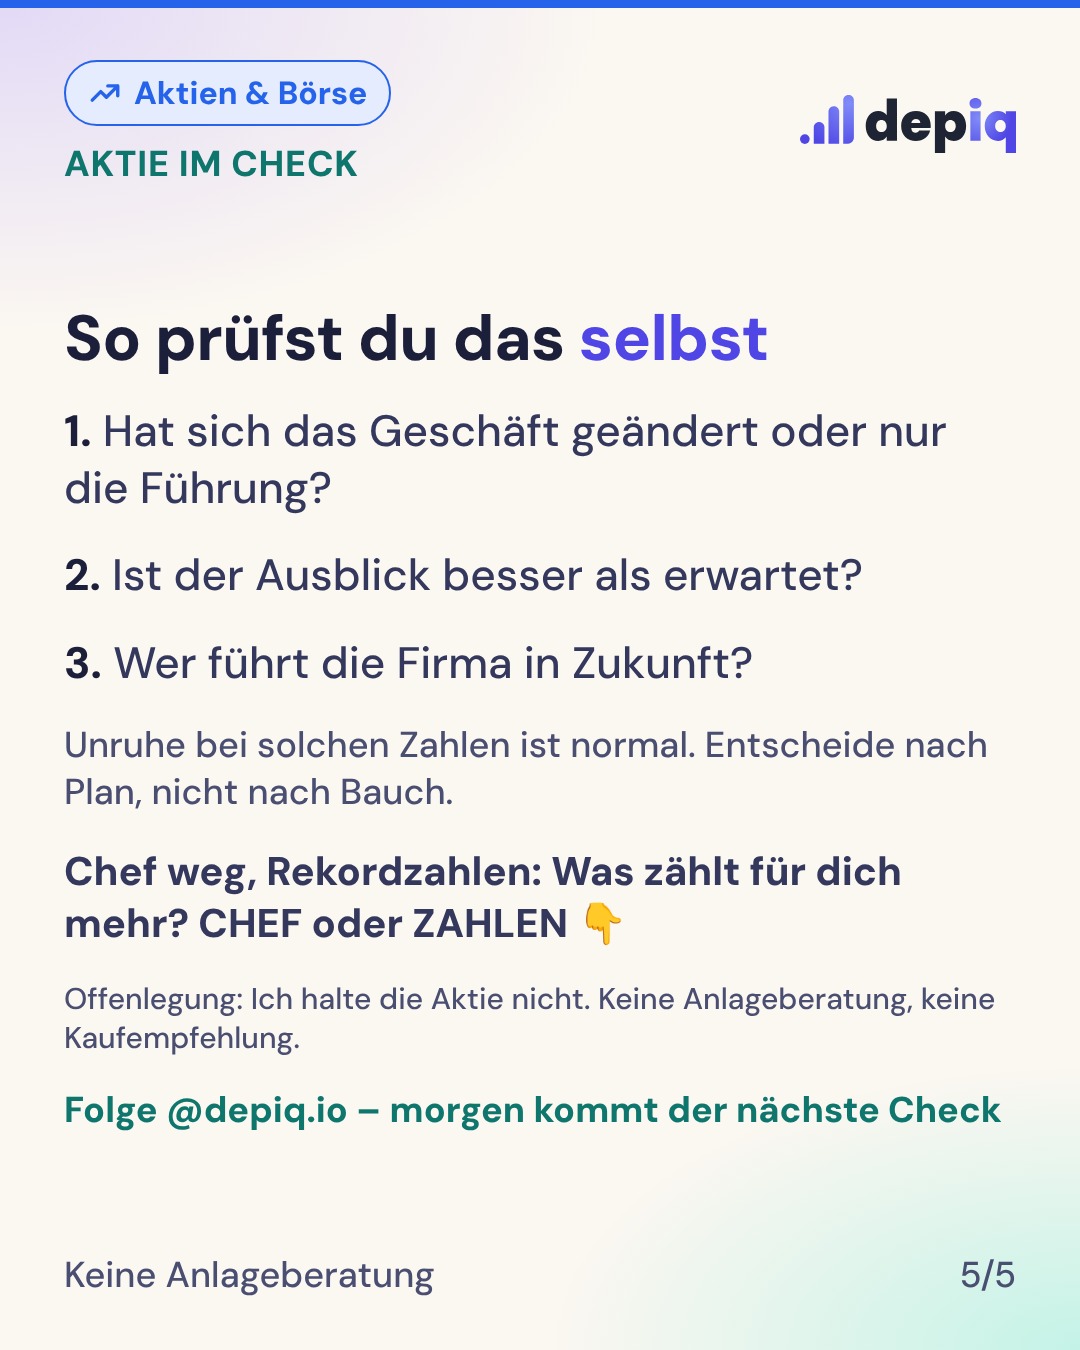 Aktien & Börse
depiq
AKTIE IM CHECK
So prüfst du das selbst
1. Hat sich das Geschäft geändert oder nur
die Führung?
2. Ist der Ausblick besser als erwartet?
3. Wer führt die Firma in Zukunft?
Unruhe bei solchen Zahlen ist normal. Entscheide nach
Plan, nicht nach Bauch.
Chef weg, Rekordzahlen: Was zählt für dich
mehr? CHEF oder ZAHLEN 👇
Offenlegung: Ich halte die Aktie nicht. Keine Anlageberatung, keine
Kaufempfehlung.
Folge @depiq.io – morgen kommt der nächste Check
Keine Anlageberatung
5/5